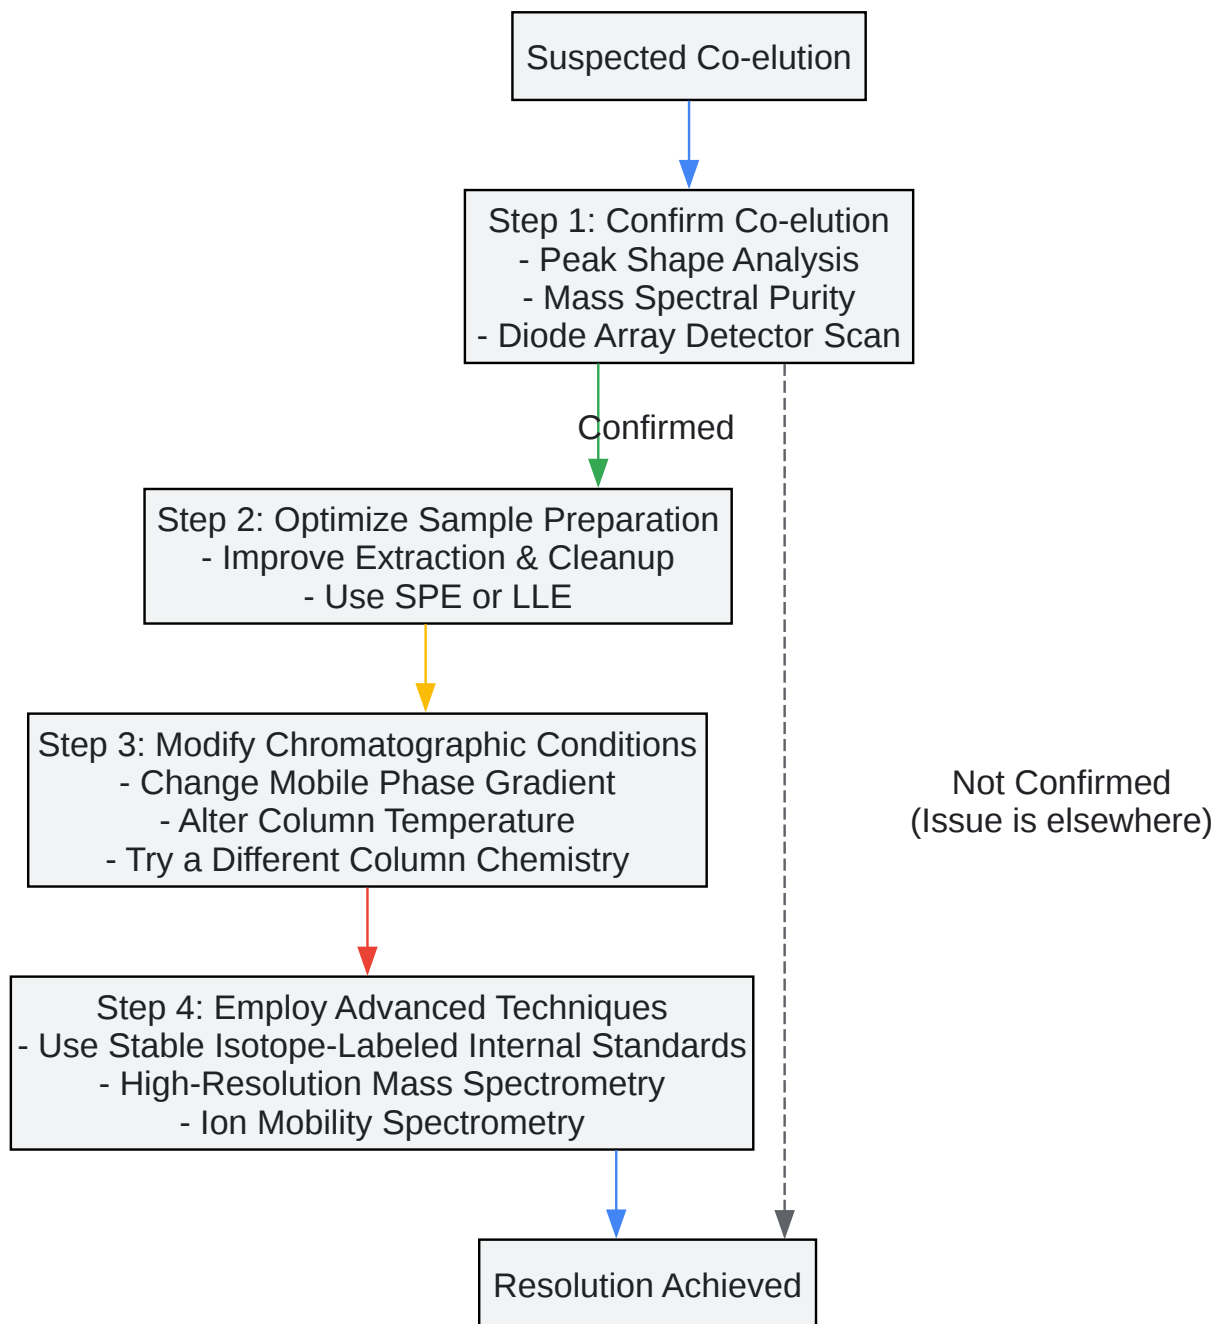 Suspected Co-elution
Step 1: Confirm Co-elution
- Peak Shape Analysis
- Mass Spectral Purity
- Diode Array Detector Scan
Confirmed
Step 2: Optimize Sample Preparation
- Improve Extraction & Cleanup
- Use SPE or LLE
Step 3: Modify Chromatographic Conditions
- Change Mobile Phase Gradient
- Alter Column Temperature
- Try a Different Column Chemistry
Not Confirmed
(Issue is elsewhere)
Step 4: Employ Advanced Techniques
- Use Stable Isotope-Labeled Internal Standards
- High-Resolution Mass Spectrometry
- Ion Mobility Spectrometry
Resolution Achieved